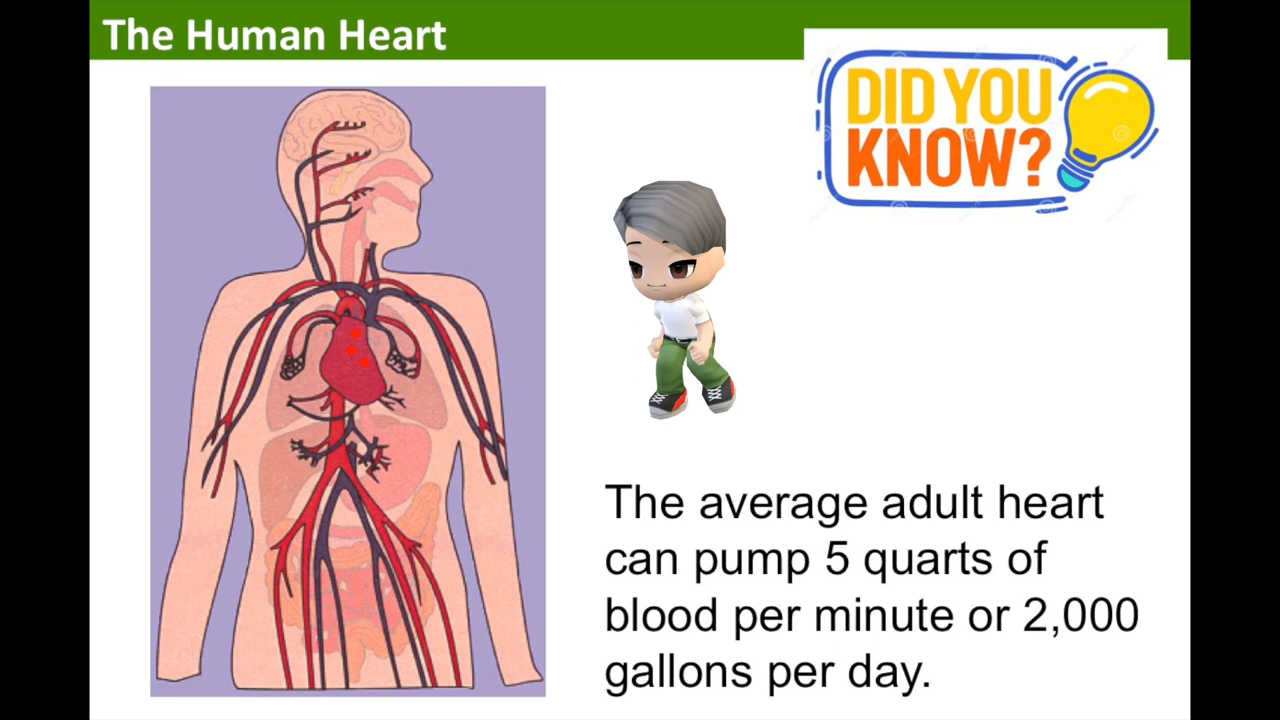 The Human Heart
DID YOU
KNOW?
The average adult heart
can pump 5 quarts of
blood per minute or 2,000
gallons per day.